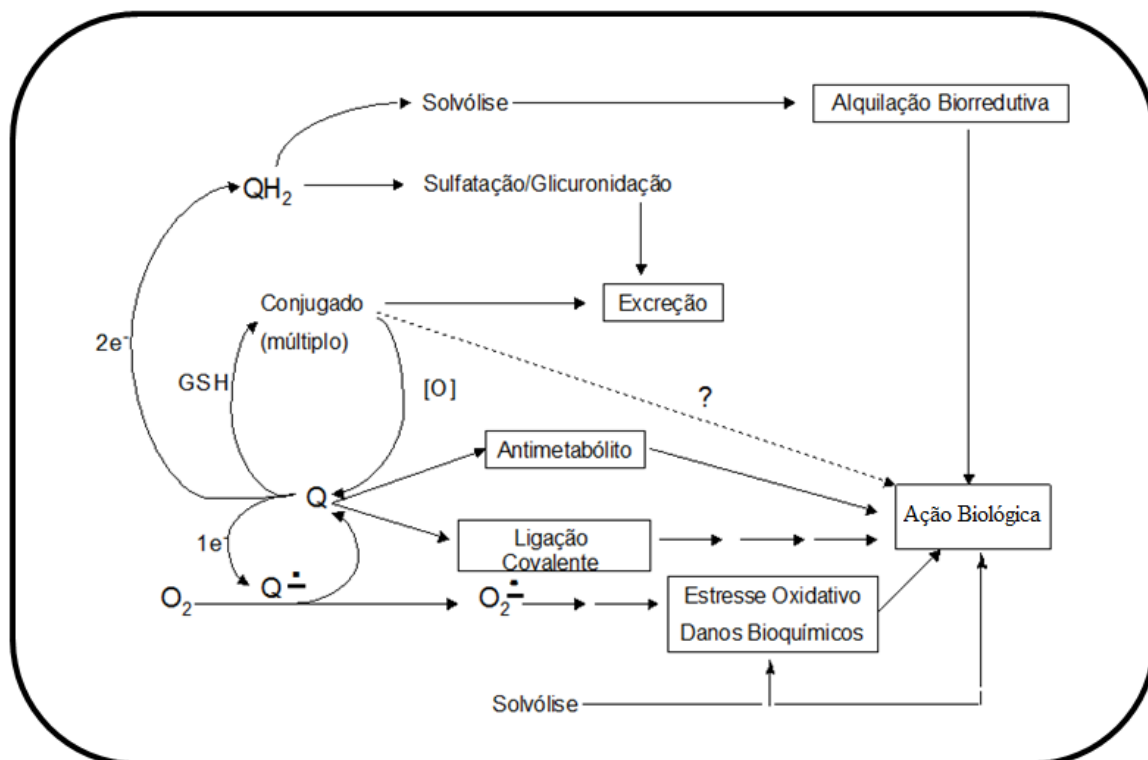 Solvólise
Alquilação Biorredutiva
QH₂
Sulfatação/Glicuronidação
Conjugado
(múltiplo)
Excreção
2e⁻
GSH
[O]
?
Antimetabólito
Q
Ação Biológica
Ligação
Covalente
1e⁻
Q∸
O₂
O₂∸
Estresse Oxidativo
Danos Bioquímicos
Solvólise